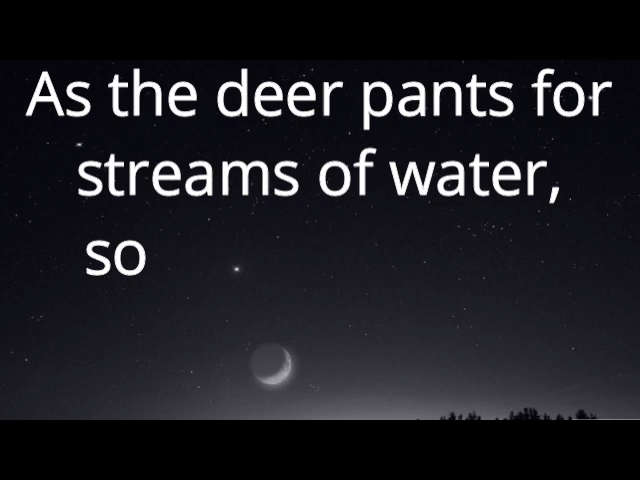 As the deer pants for
streams of water,
so